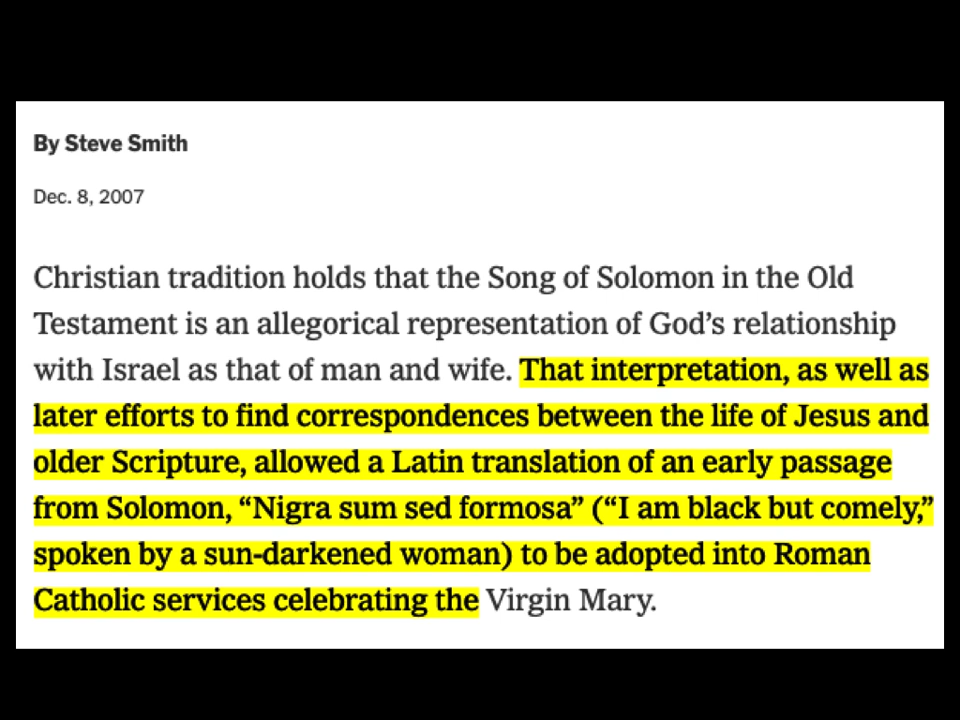 By Steve Smith
Dec. 8, 2007
Christian tradition holds that the Song of Solomon in the Old
Testament is an allegorical representation of God’s relationship
with Israel as that of man and wife. That interpretation, as well as
later efforts to find correspondences between the life of Jesus and
older Scripture, allowed a Latin translation of an early passage
from Solomon, “Nigra sum sed formosa” (“I am black but comely,”
spoken by a sun-darkened woman) to be adopted into Roman
Catholic services celebrating the Virgin Mary.